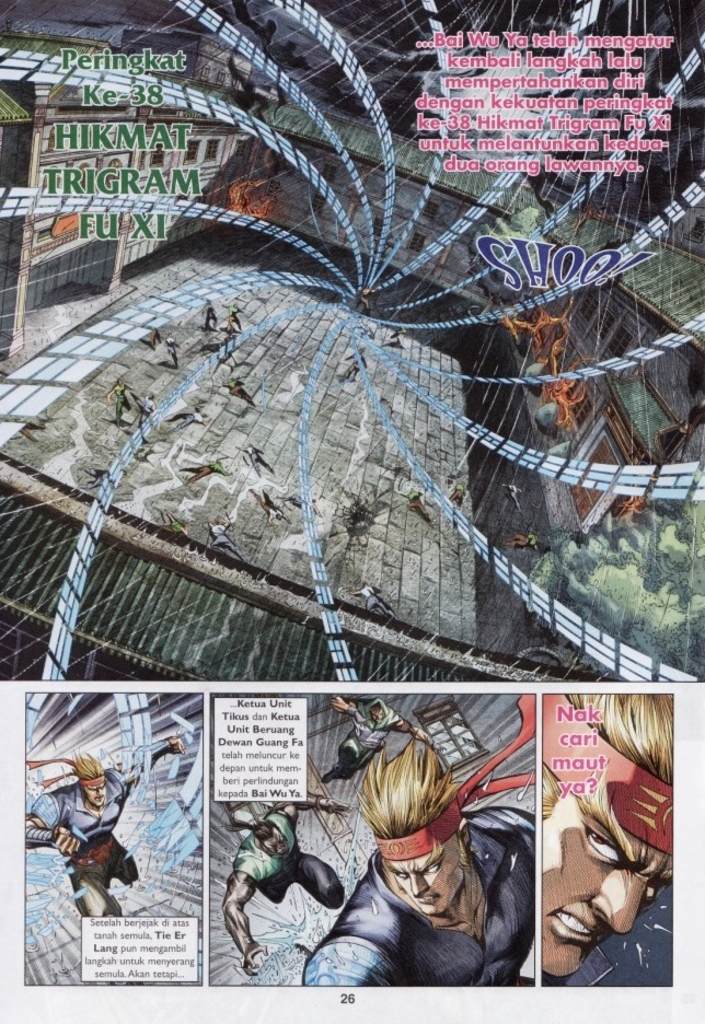 Peringkat
Ke-38
HIKMAT
TRIGRAM
FU XI
...Bai Wu Ya telah mengatur
kembali langkah lalu
mempertahankan diri
dengan kekuatan peringkat
ke-38 Hikmat Trigram Fu Xi
untuk melantunkan kedua-
dua orang lawannya.
SHOO!
Setelah berjejak di atas
tanah semula, Tie Er
Lang pun mengambil
langkah untuk menyerang
semula. Akan tetapi...
...Ketua Unit
Tikus dan Ketua
Unit Beruang
Dewan Guang Fa
telah meluncur ke
depan untuk mem-
beri perlindungan
kepada Bai Wu Ya.
Nak
cari
maut
ya?
26